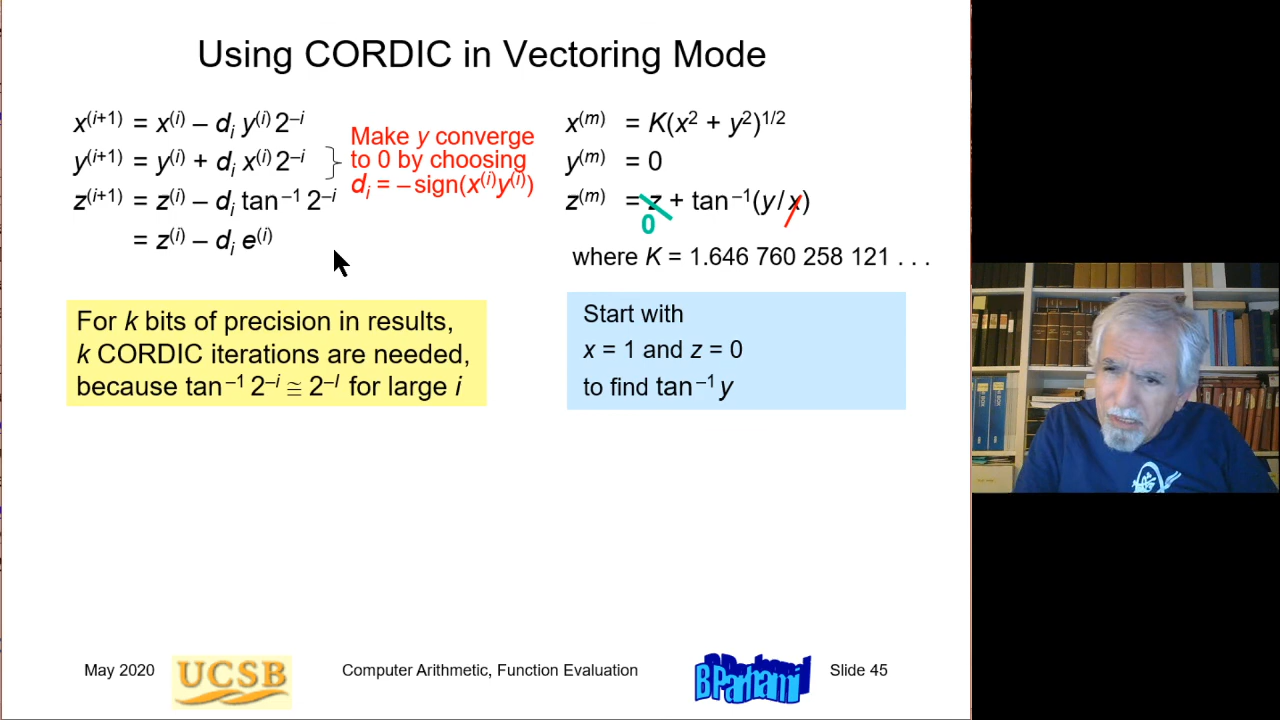 Using CORDIC in Vectoring Mode
x⁽ⁱ⁺¹⁾ = x⁽ⁱ⁾ – dᵢ y⁽ⁱ⁾ 2⁻ⁱ
y⁽ⁱ⁺¹⁾ = y⁽ⁱ⁾ + dᵢ x⁽ⁱ⁾ 2⁻ⁱ
z⁽ⁱ⁺¹⁾ = z⁽ⁱ⁾ – dᵢ tan⁻¹ 2⁻ⁱ
= z⁽ⁱ⁾ – dᵢ e⁽ⁱ⁾
Make y converge
to 0 by choosing
dᵢ = – sign(x⁽ⁱ⁾y⁽ⁱ⁾)
x⁽ᵐ⁾ = K(x² + y²)¹ᐟ²
y⁽ᵐ⁾ = 0
z⁽ᵐ⁾ = z + tan⁻¹(y/x)
0
where K = 1.646 760 258 121 . . .
For k bits of precision in results,
k CORDIC iterations are needed,
because tan⁻¹ 2⁻ⁱ ≅ 2⁻ᴵ for large i
Start with
x = 1 and z = 0
to find tan⁻¹ y
May 2020
UCSB
Computer Arithmetic, Function Evaluation
B Parhami
Slide 45